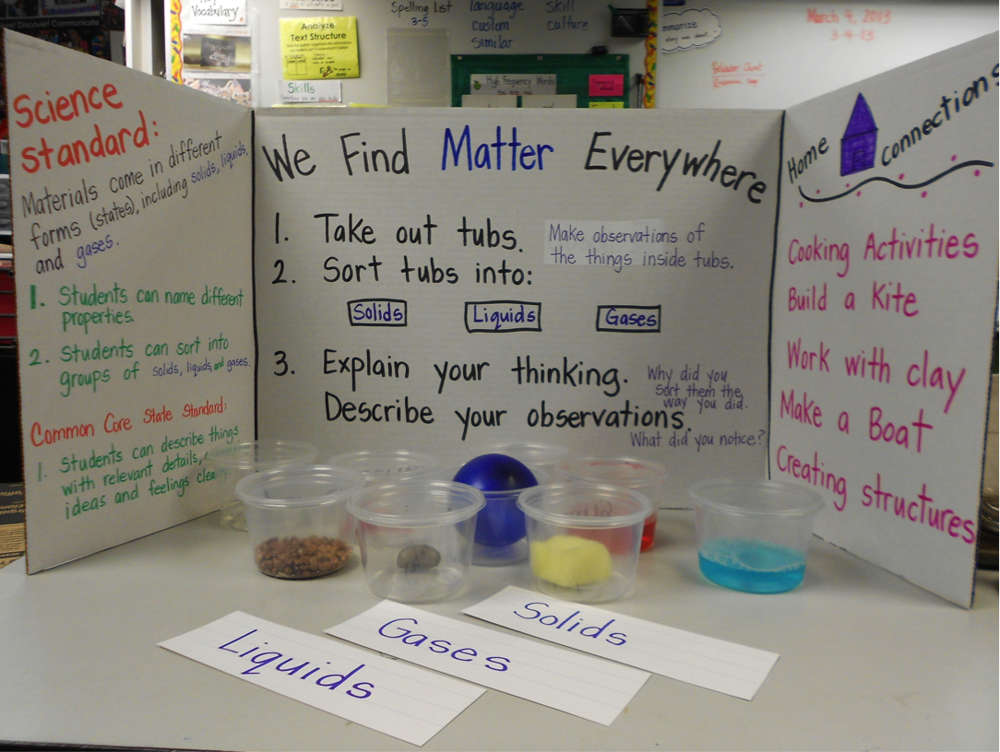 Discover! Communicate
Vocabulary
Analyze
Text Structure
Skills
Spelling List
3-5
language
custom
similar
skill
culture
High Frequency Words
March 4, 2013
3-4-13
Science
standard:
Materials come in different
forms (states), including solids, liquids,
and gases.
1. Students can name different
properties.
2. Students can sort into
groups of solids, liquids, and gases.
Common Core State Standard:
1. Students can describe things
with relevant details,
ideas and feelings
We Find Matter Everywhere
1. Take out tubs.
Make observations of
the things inside tubs.
2. Sort tubs into:
Solids
Liquids
Gases
3. Explain your thinking.
Why did you
sort them the
way you did.
Describe your observations.
What did you notice?
Home Connections
Cooking Activities
Build a Kite
Work with clay
Make a Boat
Creating structures
Solids
Gases
Liquids